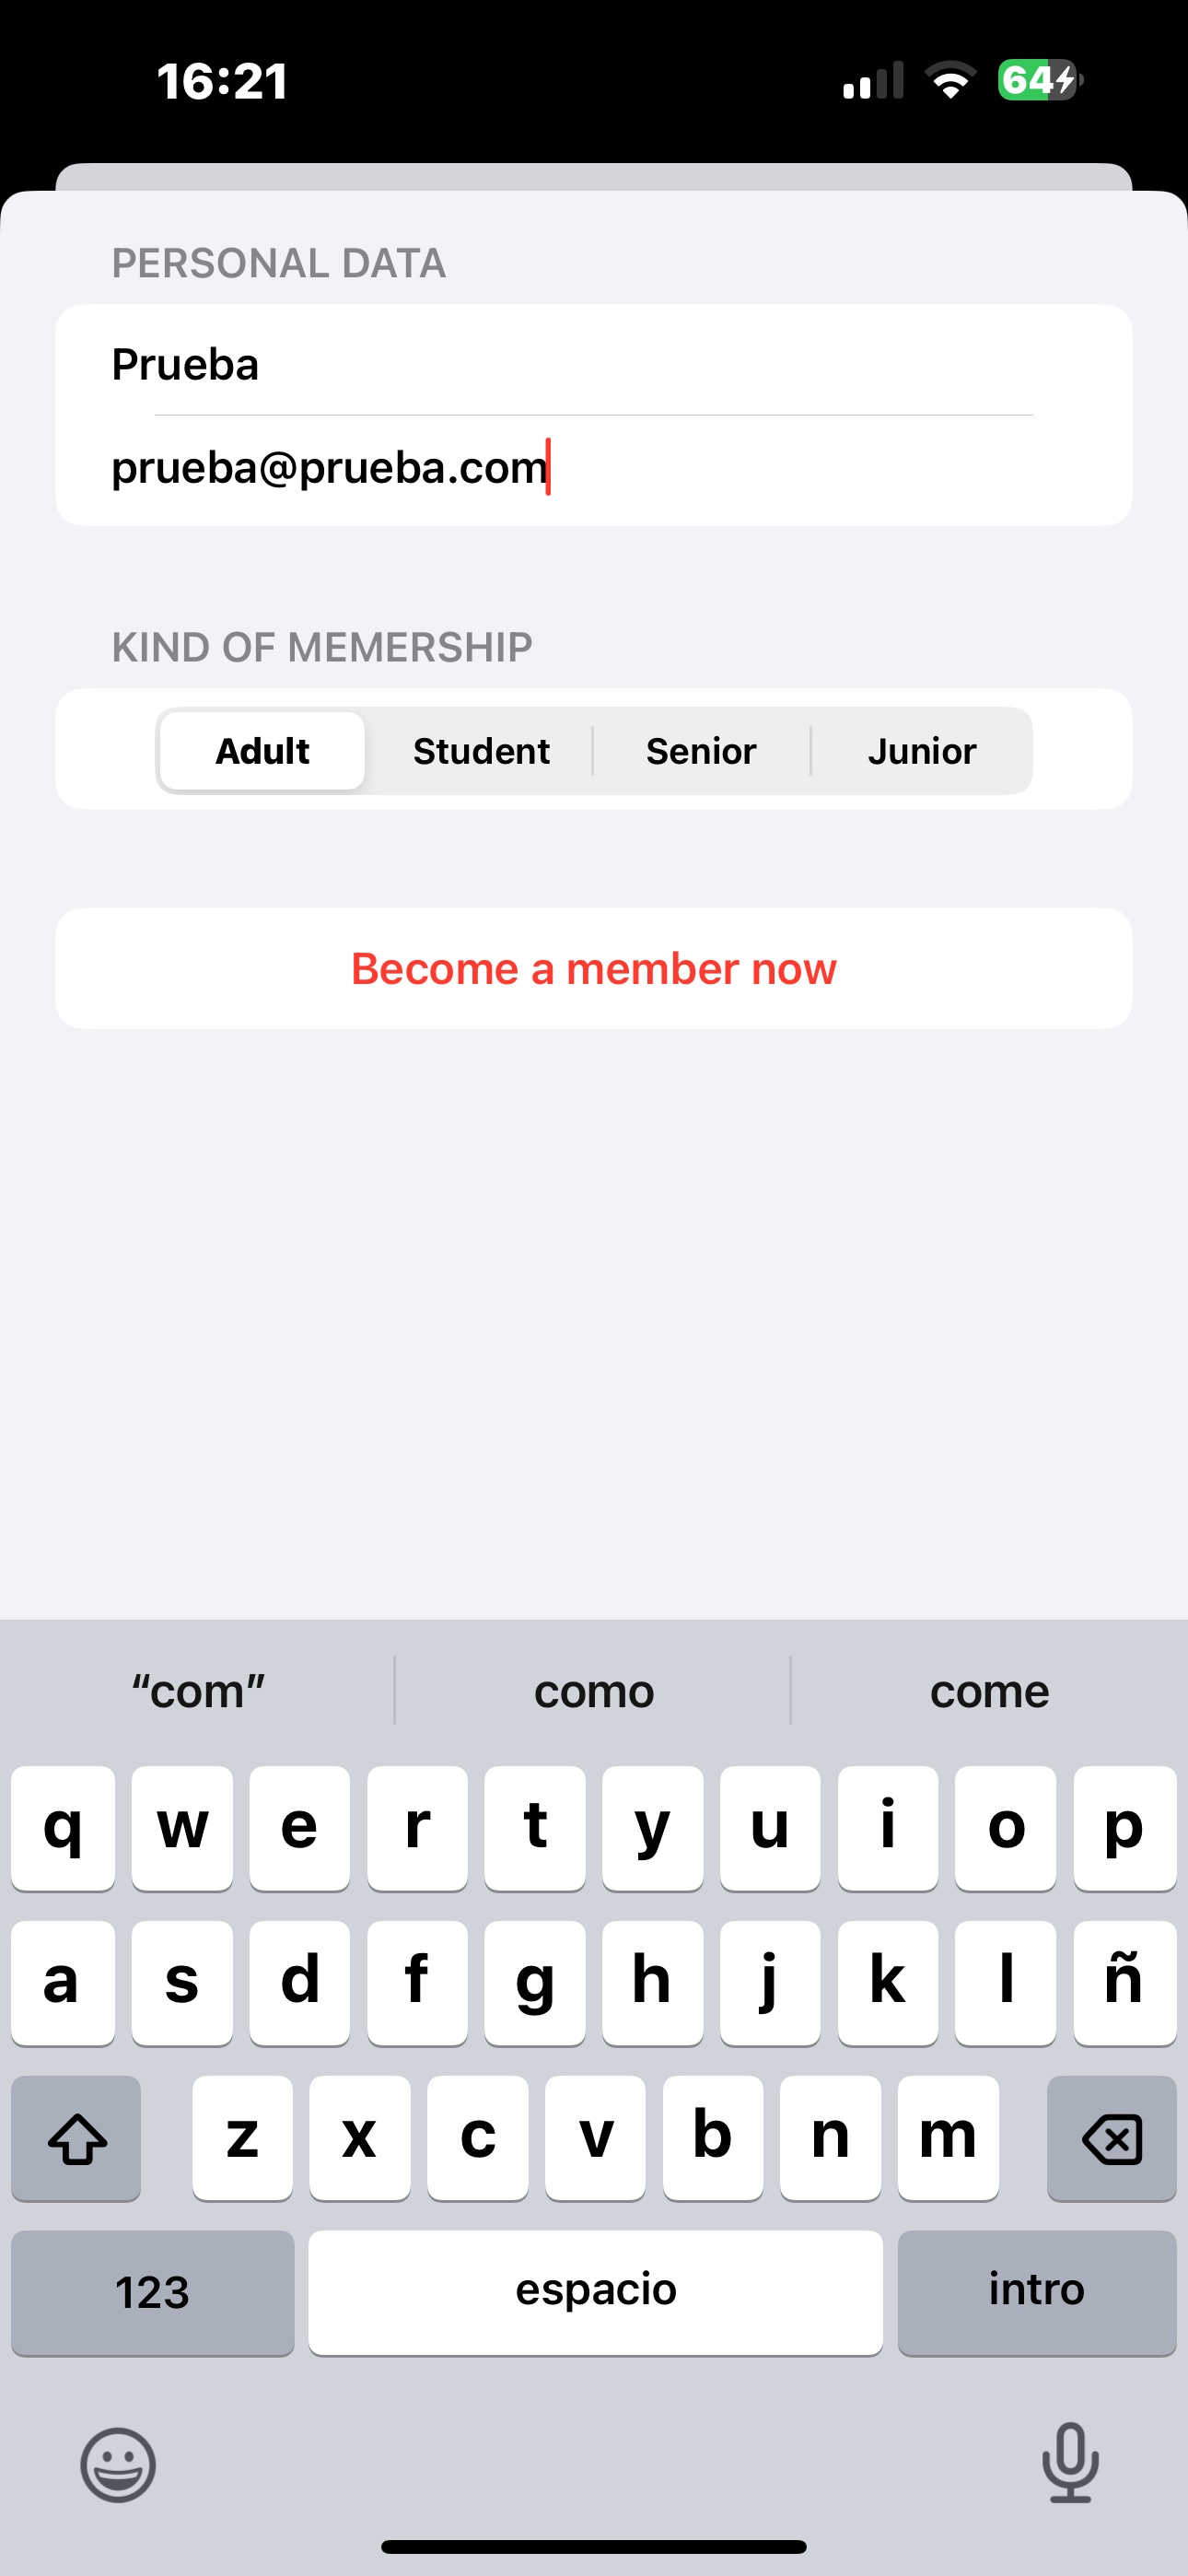 16:21
64
PERSONAL DATA
Prueba
prueba@prueba.com
KIND OF MEMERSHIP
Adult Student Senior Junior
Become a member now
“com” como come
q w e r t y u i o p
a s d f g h j k l ñ
z x c v b n m
123 espacio intro